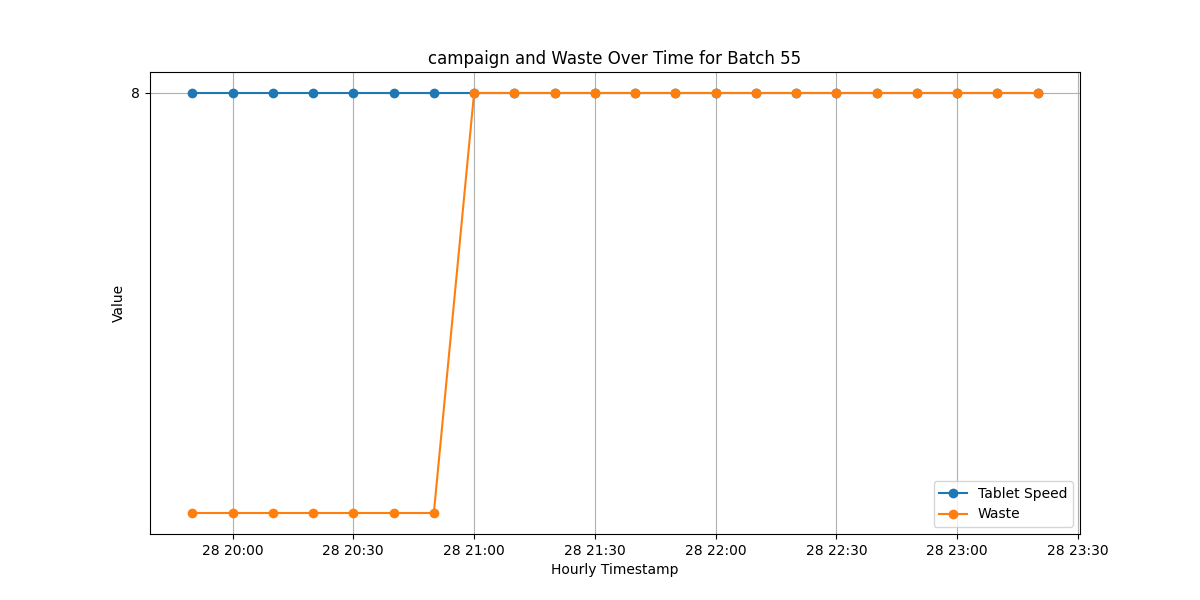 campaign and Waste Over Time for Batch 55
8
Value
Tablet Speed
Waste
28 20:00
28 20:30
28 21:00
28 21:30
28 22:00
28 22:30
28 23:00
28 23:30
Hourly Timestamp